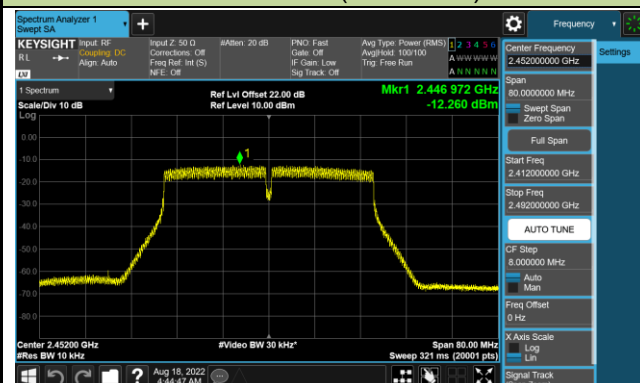 Spectrum Analyzer 1
Swept SA
Frequency
KEYSIGHT
RL
LXI
Input: RF
Coupling: DC
Align: Auto
Input Z: 50 Ω
Corrections: Off
Freq Ref: Int (S)
NFE: Off
#Atten: 20 dB
PNO: Fast
Gate: Off
IF Gain: Low
Sig Track: Off
Avg Type: Power (RMS)
Avg|Hold: 100/100
Trig: Free Run
1 2 3 4 5 6
A W W W W W
A N N N N N
Center Frequency
2.452000000 GHz
Settings
Span
80.0000000 MHz
Swept Span
Zero Span
Full Span
Start Freq
2.412000000 GHz
Stop Freq
2.492000000 GHz
AUTO TUNE
CF Step
8.000000 MHz
Auto
Man
Freq Offset
0 Hz
X Axis Scale
Log
Lin
Signal Track
1 Spectrum
Scale/Div 10 dB
Log
Ref Lvl Offset 22.00 dB
Ref Level 10.00 dBm
Mkr1 2.446 972 GHz
-12.260 dBm
0.00
-10.0
-20.0
-30.0
-40.0
-50.0
-60.0
-70.0
-80.0
1
Center 2.45200 GHz
#Res BW 10 kHz
#Video BW 30 kHz*
Span 80.00 MHz
Sweep 321 ms (20001 pts)
Aug 18, 2022
4:44:47 AM